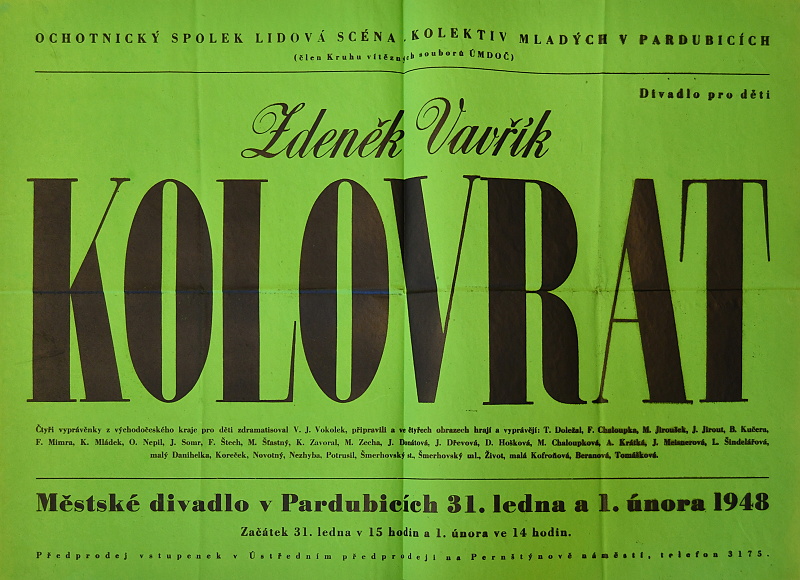 OCHOTNICKÝ SPOLEK LIDOVÁ SCÉNA, KOLEKTIV MLADÝCH V PARDUBICÍCH
(člen Kruhu vítězných souborů ÚMDOČ)
Divadlo pro děti
Zdeněk Vavřík
KOLOVRAT
Čtyři vyprávěnky z východočeského kraje pro děti zdramatisoval V. J. Vokolek, připravili a ve čtyřech obrazech hrají a vyprávějí: T. Doležal, F. Chaloupka, M. Jiroušek, J. Jirout, B. Kučera,
F. Mimra, K. Mládek, O. Nepil, J. Sour, F. Štech, M. Šťastný, K. Zavoral, M. Zecha, J. Donátová, J. Dřevová, D. Hošková, M. Chaloupková, A. Krátká, J. Meisnerová, L. Šindelářová,
malý Danihelka, Koreček, Novotný, Nezhyba, Potrusil, Šmerhovský st., Šmerhovský ml., Život, malá Kofroňová, Beranová, Tomášková.
Městské divadlo v Pardubicích 31. ledna a 1. února 1948
Začátek 31. ledna v 15 hodin a 1. února ve 14 hodin.
Předprodej vstupenek v Ústředním předprodeji na Pernštýnově náměstí, telefon 3175.